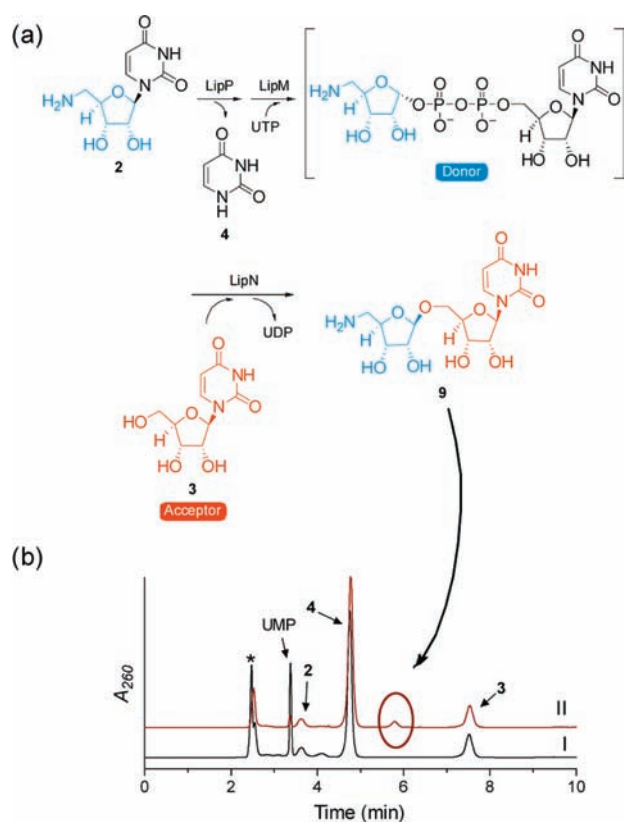 (a)
O
NH
N
O
H2N
O
H
HO
OH
2
LipP
LipM
UTP
O
NH
N
H
O
4
H2N
O
H
HO
OH
O
P
O
O−
O
P
O
O−
O
O
H
HO
OH
N
O
NH
O
Donor
LipN
UDP
O
NH
N
O
HO
O
H
HO
OH
3
Acceptor
H2N
O
H
HO
OH
O
O
H
HO
OH
N
O
NH
O
9
(b)
A260
*
UMP
2
4
3
II
I
0 2 4 6 8 10
Time (min)